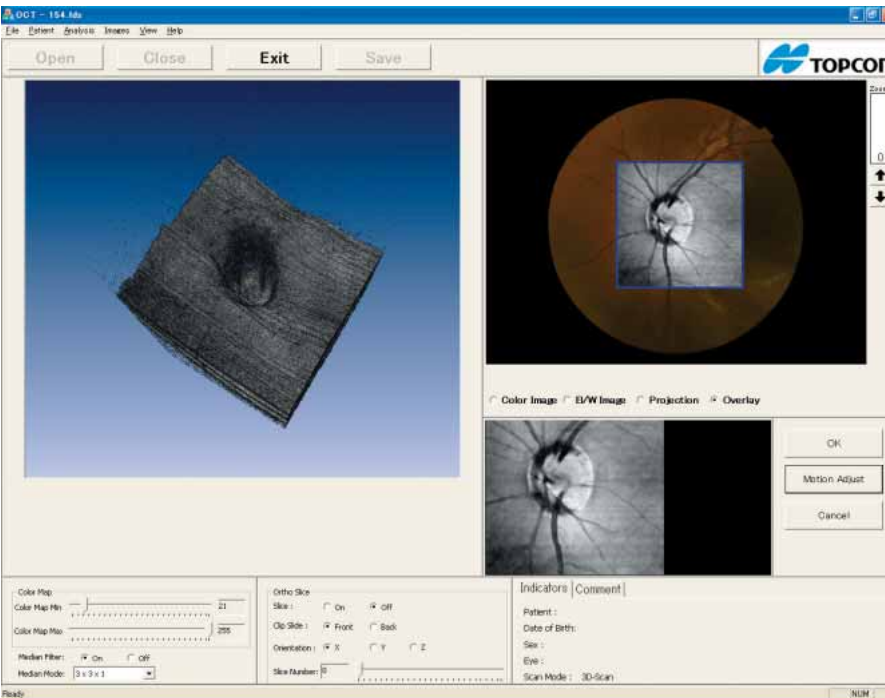 OCT - 154.fds
File Patient Analysis Images View Help
Open Close Exit Save
TOPCON
Zoom
0
Color Image B/W Image Projection Overlay
OK
Motion Adjust
Cancel
Color Map
Color Map Min 21
Color Map Max 255
Median Filter: On Off
Median Mode: 3 x 3 x 1
Ortho Slice
Slice : On Off
Clip Slide : Front Back
Orientation : X Y Z
Slice Number: 0
Indicators Comment
Patient :
Date of Birth:
Sex :
Eye :
Scan Mode : 3D-Scan
Ready NUM